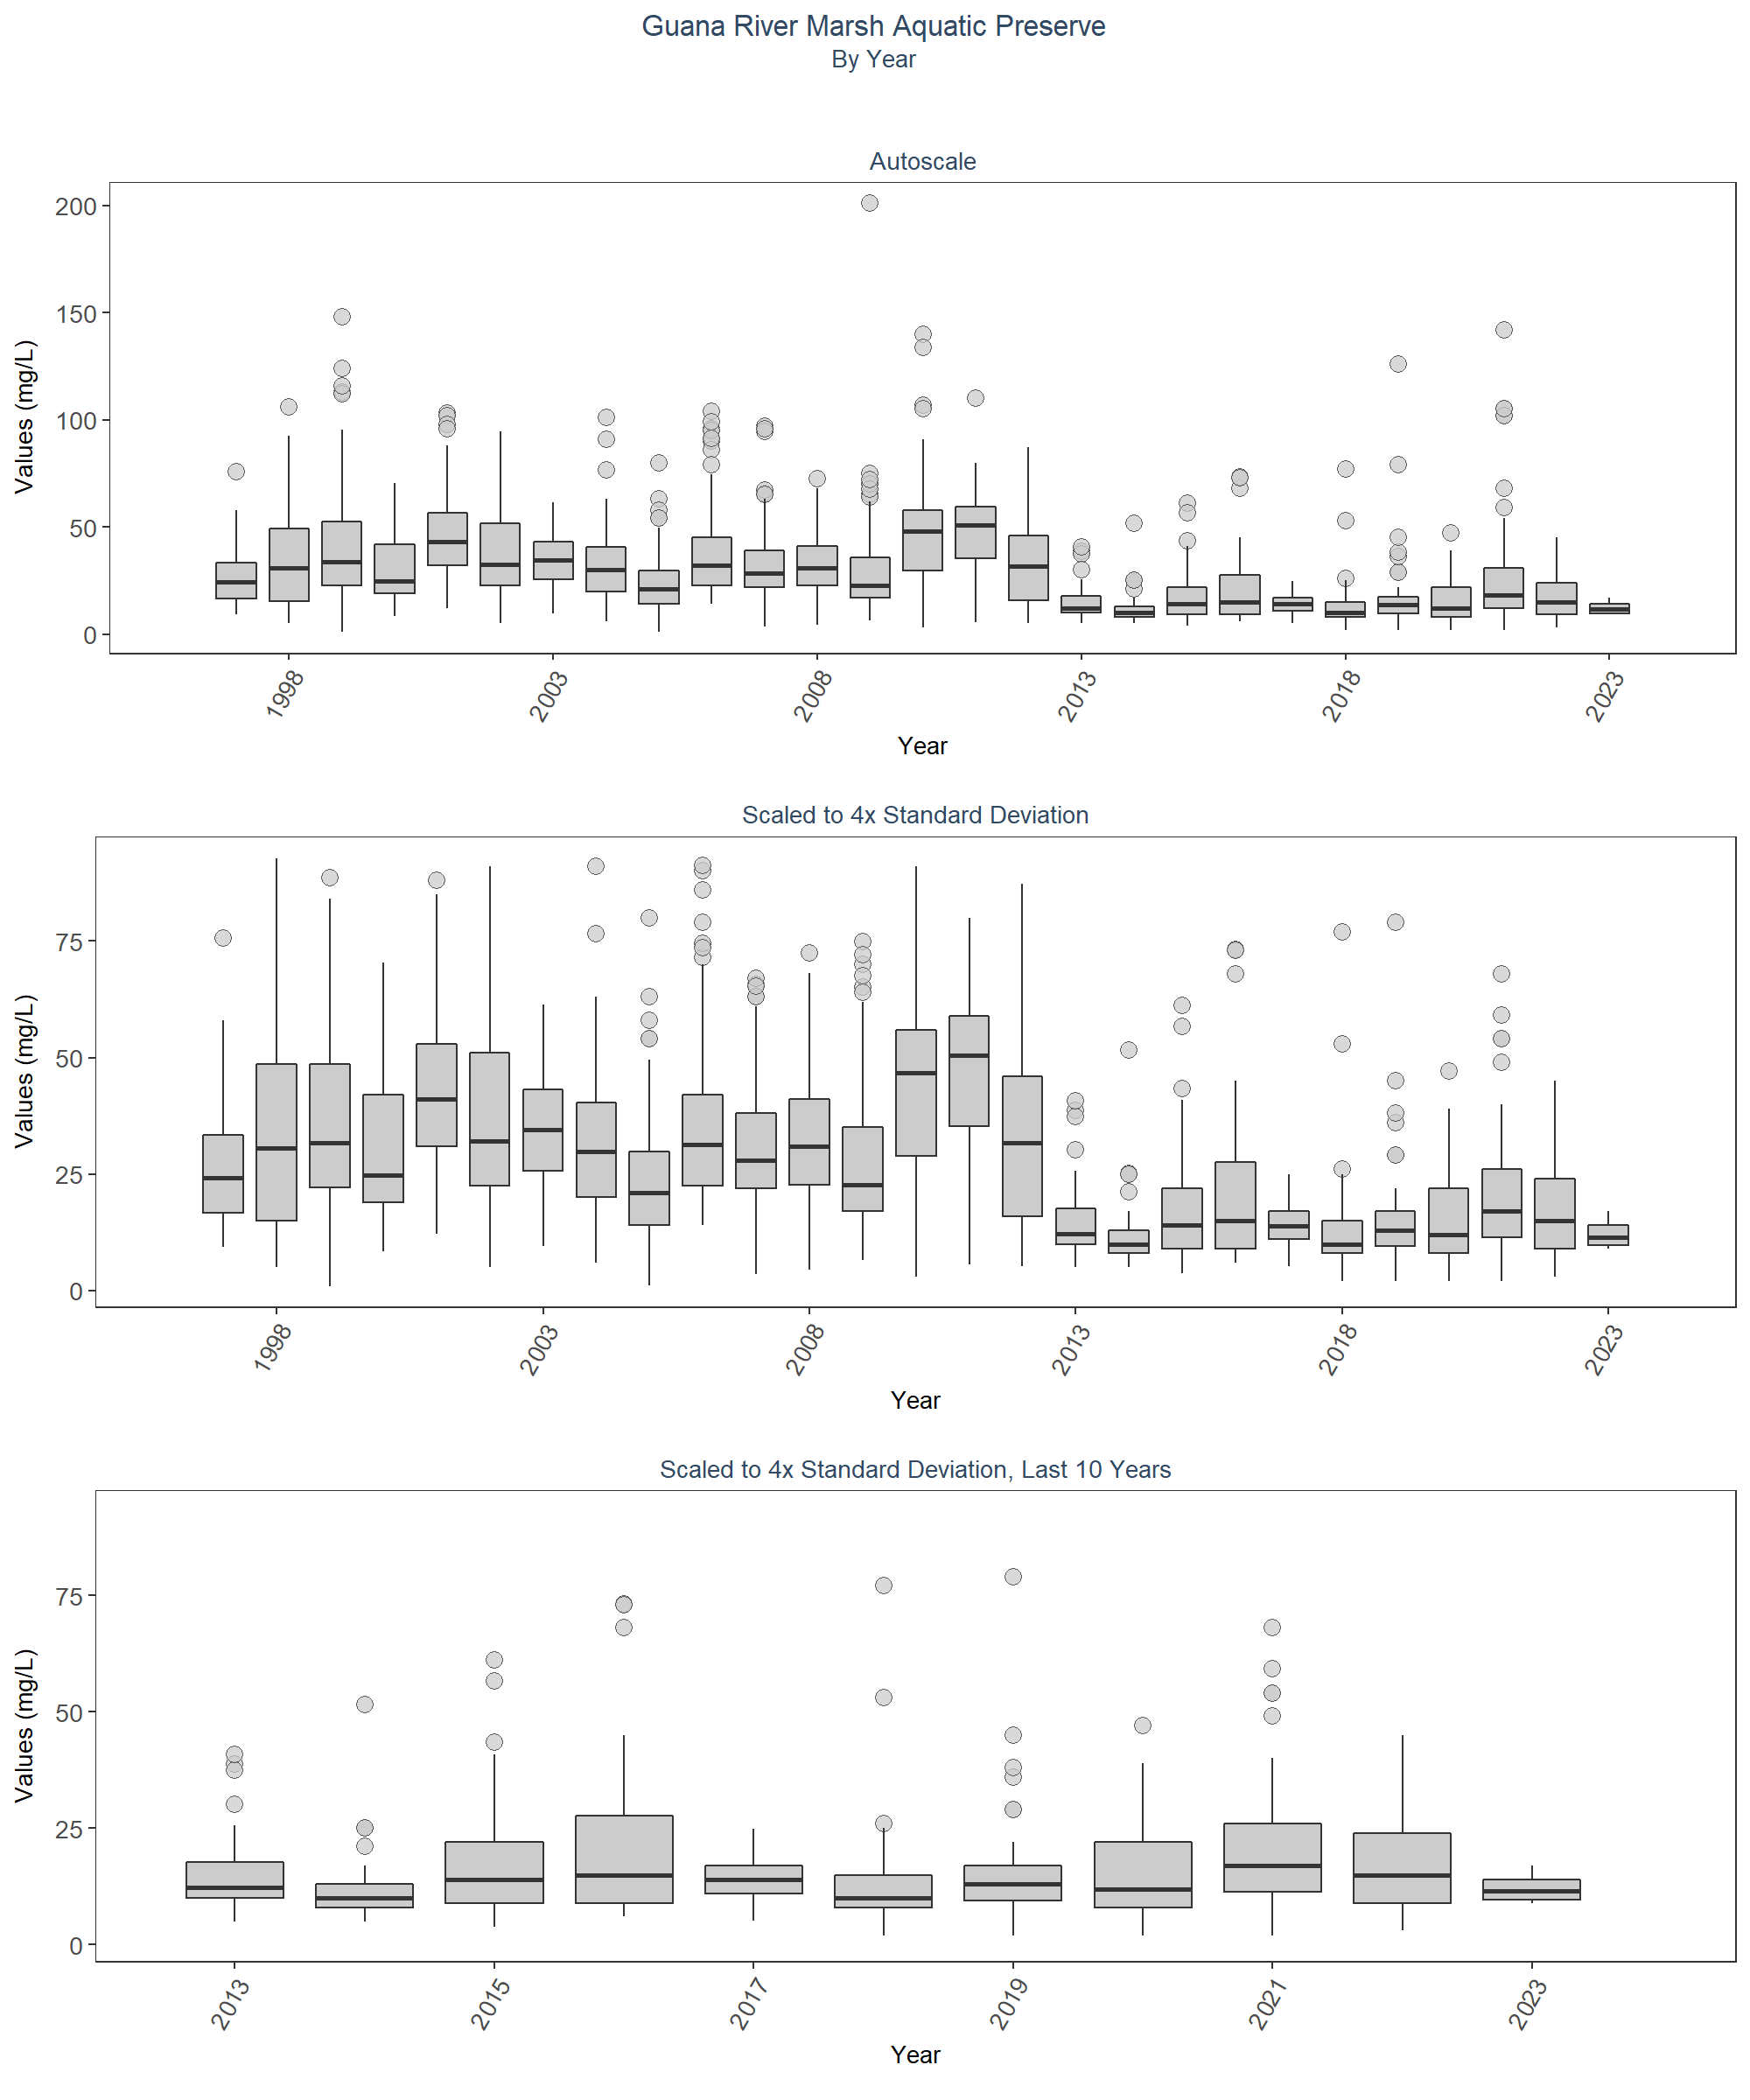 Guana River Marsh Aquatic Preserve
By Year
Autoscale
Values (mg/L)
200
150
100
50
0
1998 2003 2008 2013 2018 2023
Year
Scaled to 4x Standard Deviation
Values (mg/L)
75
50
25
0
1998 2003 2008 2013 2018 2023
Year
Scaled to 4x Standard Deviation, Last 10 Years
Values (mg/L)
75
50
25
0
2013 2015 2017 2019 2021 2023
Year